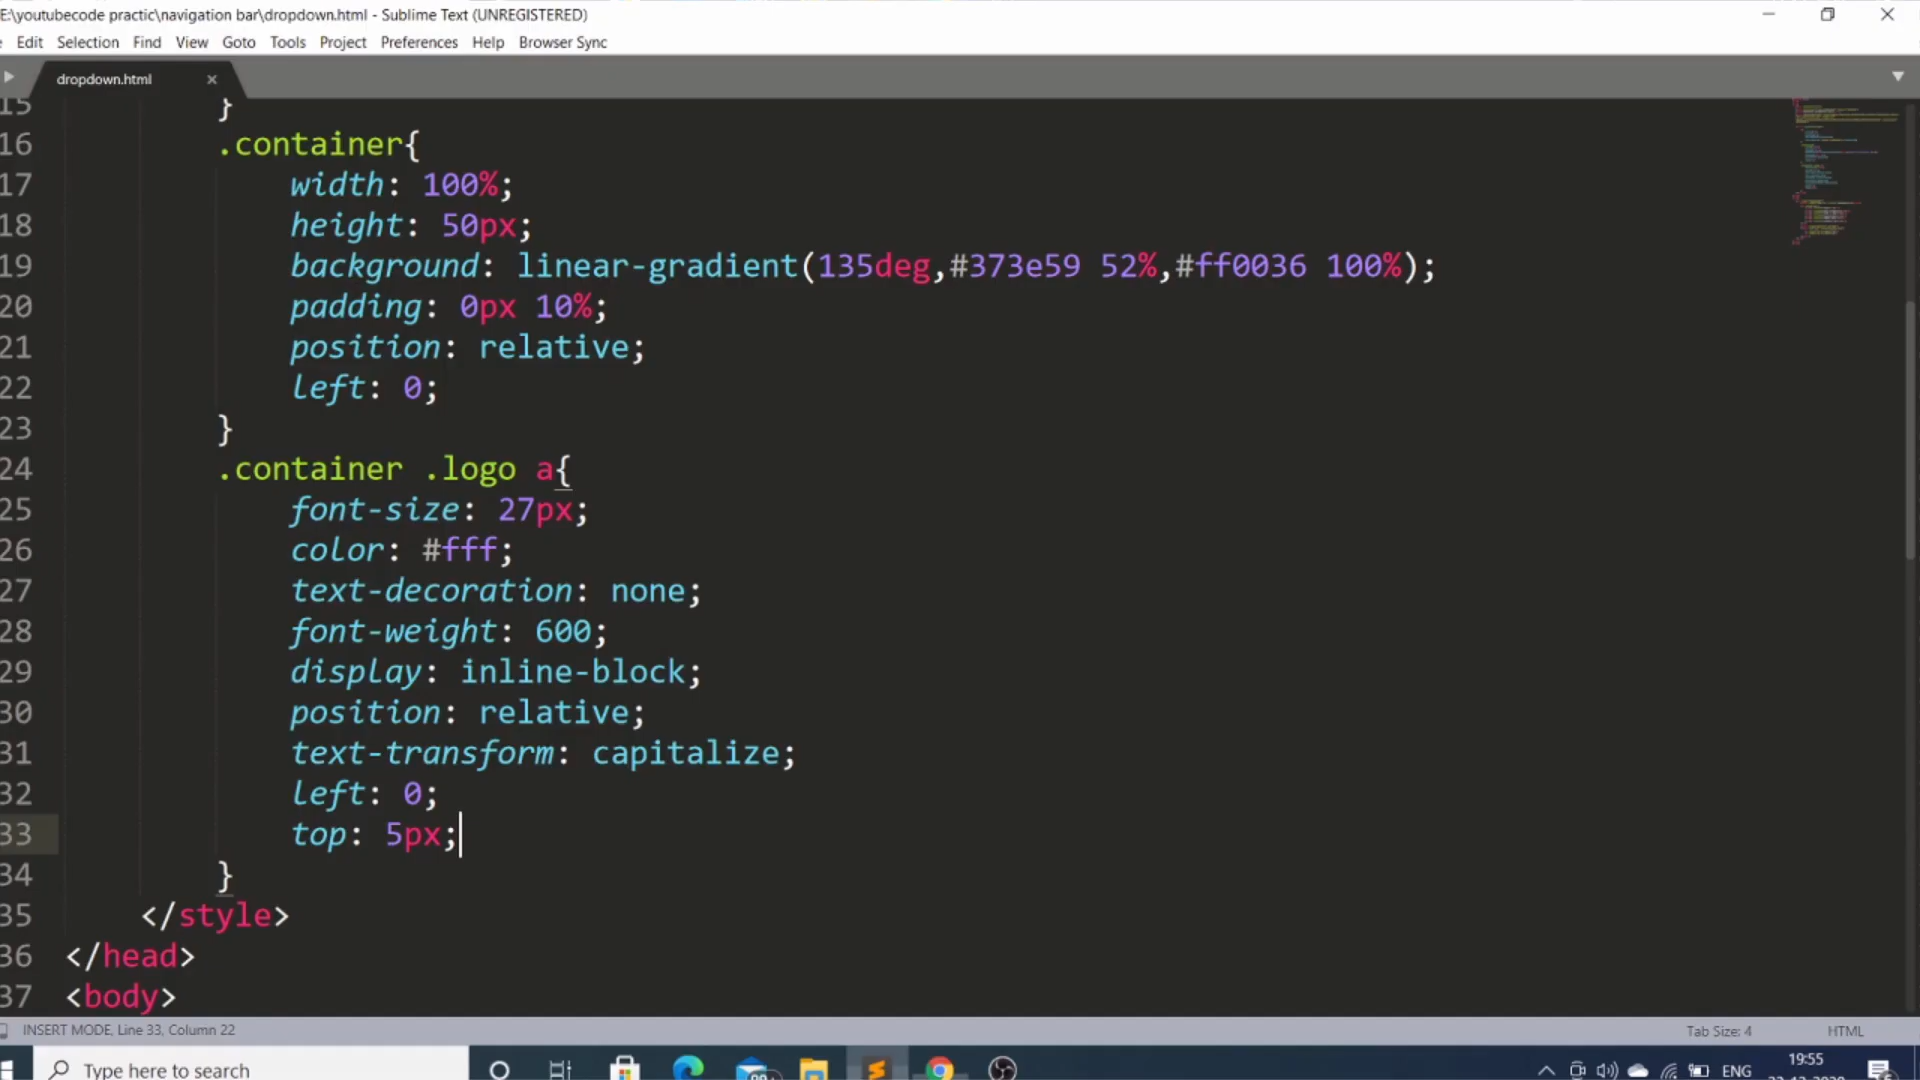 E:\youtubecode practic\navigation bar\dropdown.html - Sublime Text (UNREGISTERED)
Edit Selection Find View Goto Tools Project Preferences Help Browser Sync
dropdown.html
15 }
16 .container{
17 width: 100%;
18 height: 50px;
19 background: linear-gradient(135deg,#373e59 52%,#ff0036 100%);
20 padding: 0px 10%;
21 position: relative;
22 left: 0;
23 }
24 .container .logo a{
25 font-size: 27px;
26 color: #fff;
27 text-decoration: none;
28 font-weight: 600;
29 display: inline-block;
30 position: relative;
31 text-transform: capitalize;
32 left: 0;
33 top: 5px;
34 }
35 </style>
36 </head>
37 <body>
INSERT MODE, Line 33, Column 22 Tab Size: 4 HTML
Type here to search ENG 19:55